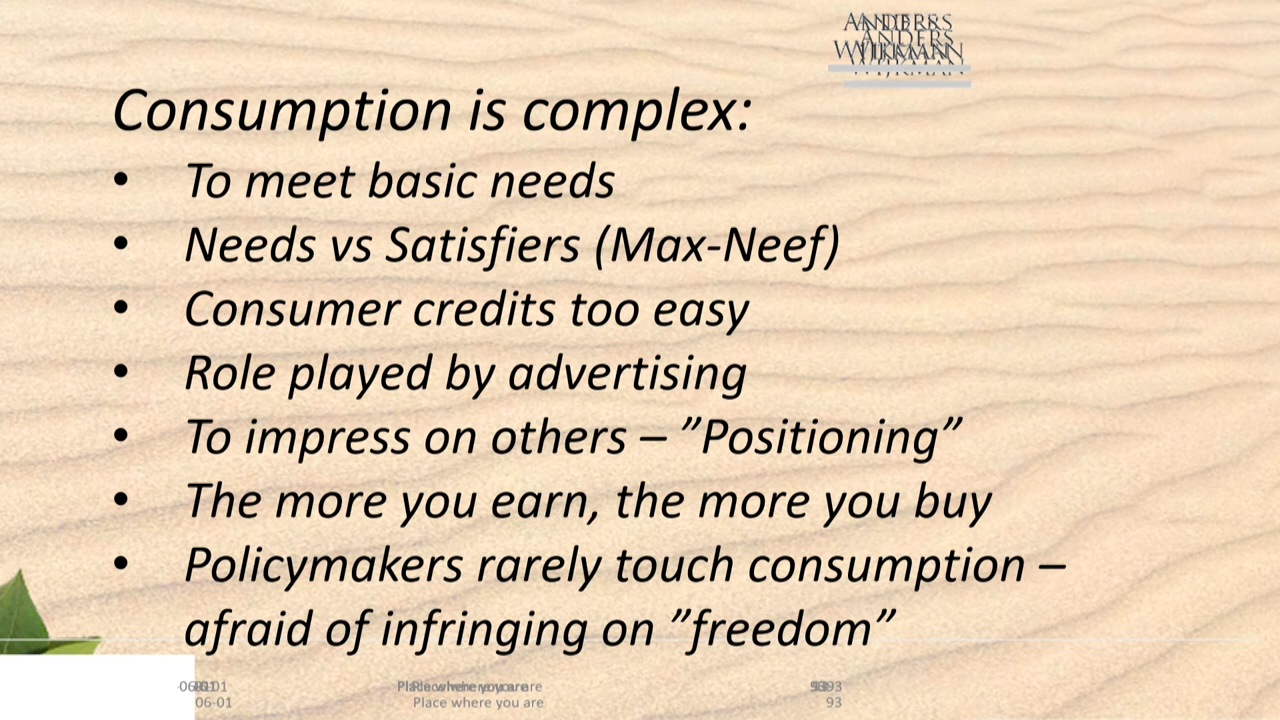 ANDERS
WIJKMAN
Consumption is complex:
• To meet basic needs
• Needs vs Satisfiers (Max-Neef)
• Consumer credits too easy
• Role played by advertising
• To impress on others – ”Positioning”
• The more you earn, the more you buy
• Policymakers rarely touch consumption –
afraid of infringing on ”freedom”
06-01 Place where you are 93